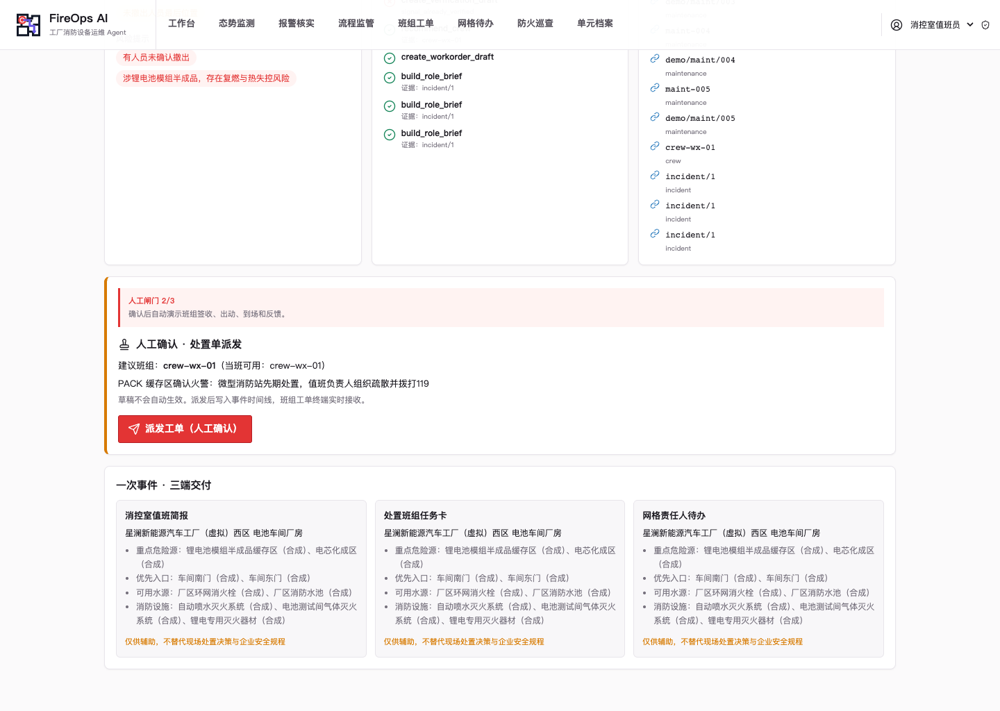 FireOps AI
工厂消防设备运维 Agent
工作台
态势监测
报警核实
流程监管
班组工单
网格待办
防火巡查
单元档案
消控室值班员
有人员未确认撤出
涉锂电池模组半成品，存在复燃与热失控风险
create_workorder_draft
build_role_brief
证据：incident/1
build_role_brief
证据：incident/1
build_role_brief
证据：incident/1
demo/maint/004
maintenance
maint-005
maintenance
demo/maint/005
maintenance
crew-wx-01
crew
incident/1
incident
incident/1
incident
incident/1
incident
人工闸门 2/3
确认后自动演示班组签收、出动、到场和反馈。
人工确认 · 处置单派发
建议班组：crew-wx-01（当班可用：crew-wx-01）
PACK 缓存区确认火警：微型消防站先期处置，值班负责人组织疏散并拨打119
草稿不会自动生效。派发后写入事件时间线，班组工单终端实时接收。
派发工单（人工确认）
一次事件 · 三端交付
消控室值班简报
星澜新能源汽车工厂（虚拟）西区 电池车间厂房
重点危险源：锂电池模组半成品缓存区（合成）、电芯化成区
（合成）
优先入口：车间南门（合成）、车间东门（合成）
可用水源：厂区环网消火栓（合成）、厂区消防水池（合成）
消防设施：自动喷水灭火系统（合成）、电池测试间气体灭火
系统（合成）、锂电专用灭火器材（合成）
仅供辅助，不替代现场处置决策与企业安全规程
处置班组任务卡
星澜新能源汽车工厂（虚拟）西区 电池车间厂房
重点危险源：锂电池模组半成品缓存区（合成）、电芯化成区
（合成）
优先入口：车间南门（合成）、车间东门（合成）
可用水源：厂区环网消火栓（合成）、厂区消防水池（合成）
消防设施：自动喷水灭火系统（合成）、电池测试间气体灭火
系统（合成）、锂电专用灭火器材（合成）
仅供辅助，不替代现场处置决策与企业安全规程
网格责任人待办
星澜新能源汽车工厂（虚拟）西区 电池车间厂房
重点危险源：锂电池模组半成品缓存区（合成）、电芯化成区
（合成）
优先入口：车间南门（合成）、车间东门（合成）
可用水源：厂区环网消火栓（合成）、厂区消防水池（合成）
消防设施：自动喷水灭火系统（合成）、电池测试间气体灭火
系统（合成）、锂电专用灭火器材（合成）
仅供辅助，不替代现场处置决策与企业安全规程